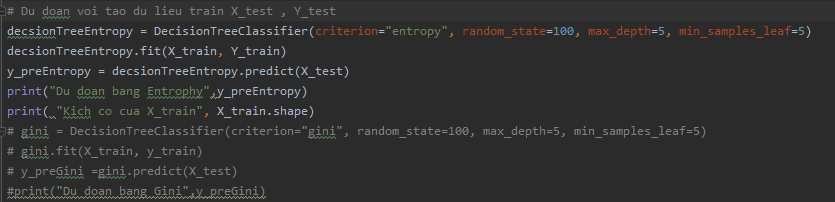 # Du doan voi tao du lieu train X_test , Y_test
decsionTreeEntropy = DecisionTreeClassifier(criterion="entropy", random_state=100, max_depth=5, min_samples_leaf=5)
decsionTreeEntropy.fit(X_train, Y_train)
y_preEntropy = decsionTreeEntropy.predict(X_test)
print("Du doan bang Entrophy",y_preEntropy)
print( "Kich co cua X_train", X_train.shape)
# gini = DecisionTreeClassifier(criterion="gini", random_state=100, max_depth=5, min_samples_leaf=5)
# gini.fit(X_train, y_train)
# y_preGini =gini.predict(X_test)
#print("Du doan bang Gini",y_preGini)